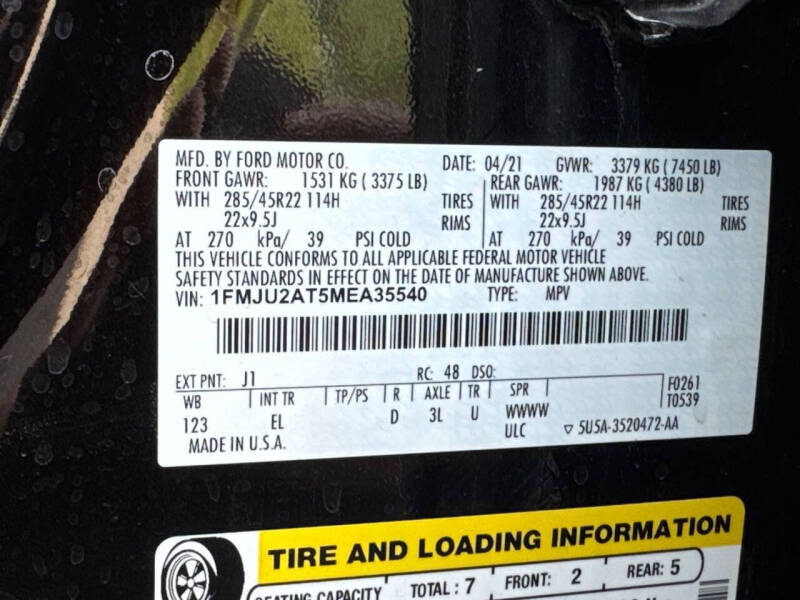 MFD. BY FORD MOTOR CO. DATE: 04/21 GVWR: 3379 KG ( 7450 LB)
FRONT GAWR: 1531 KG ( 3375 LB) REAR GAWR: 1987 KG ( 4380 LB)
WITH 285/45R22 114H TIRES WITH 285/45R22 114H TIRES
22x9.5J RIMS 22x9.5J RIMS
AT 270 kPa/ 39 PSI COLD AT 270 kPa/ 39 PSI COLD
THIS VEHICLE CONFORMS TO ALL APPLICABLE FEDERAL MOTOR VEHICLE
SAFETY STANDARDS IN EFFECT ON THE DATE OF MANUFACTURE SHOWN ABOVE.
VIN: 1FMJU2AT5MEA35540 TYPE: MPV
EXT PNT: J1 RC: 48 DSO:
WB INT TR TP/PS R AXLE TR SPR F0261
T0539
123 EL D 3L U WWWW
ULC ▽ 5U5A-3520472-AA
MADE IN U.S.A.
TIRE AND LOADING INFORMATION
SEATING CAPACITY TOTAL : 7 FRONT: 2 REAR: 5